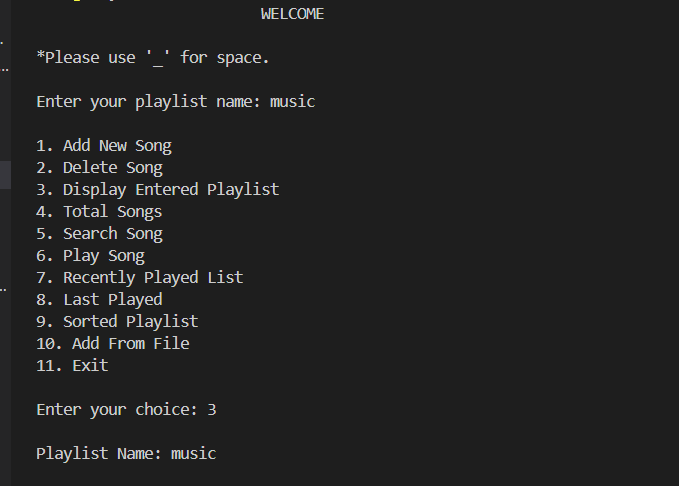 WELCOME
*Please use '_' for space.
Enter your playlist name: music
1. Add New Song
2. Delete Song
3. Display Entered Playlist
4. Total Songs
5. Search Song
6. Play Song
7. Recently Played List
8. Last Played
9. Sorted Playlist
10. Add From File
11. Exit
Enter your choice: 3
Playlist Name: music